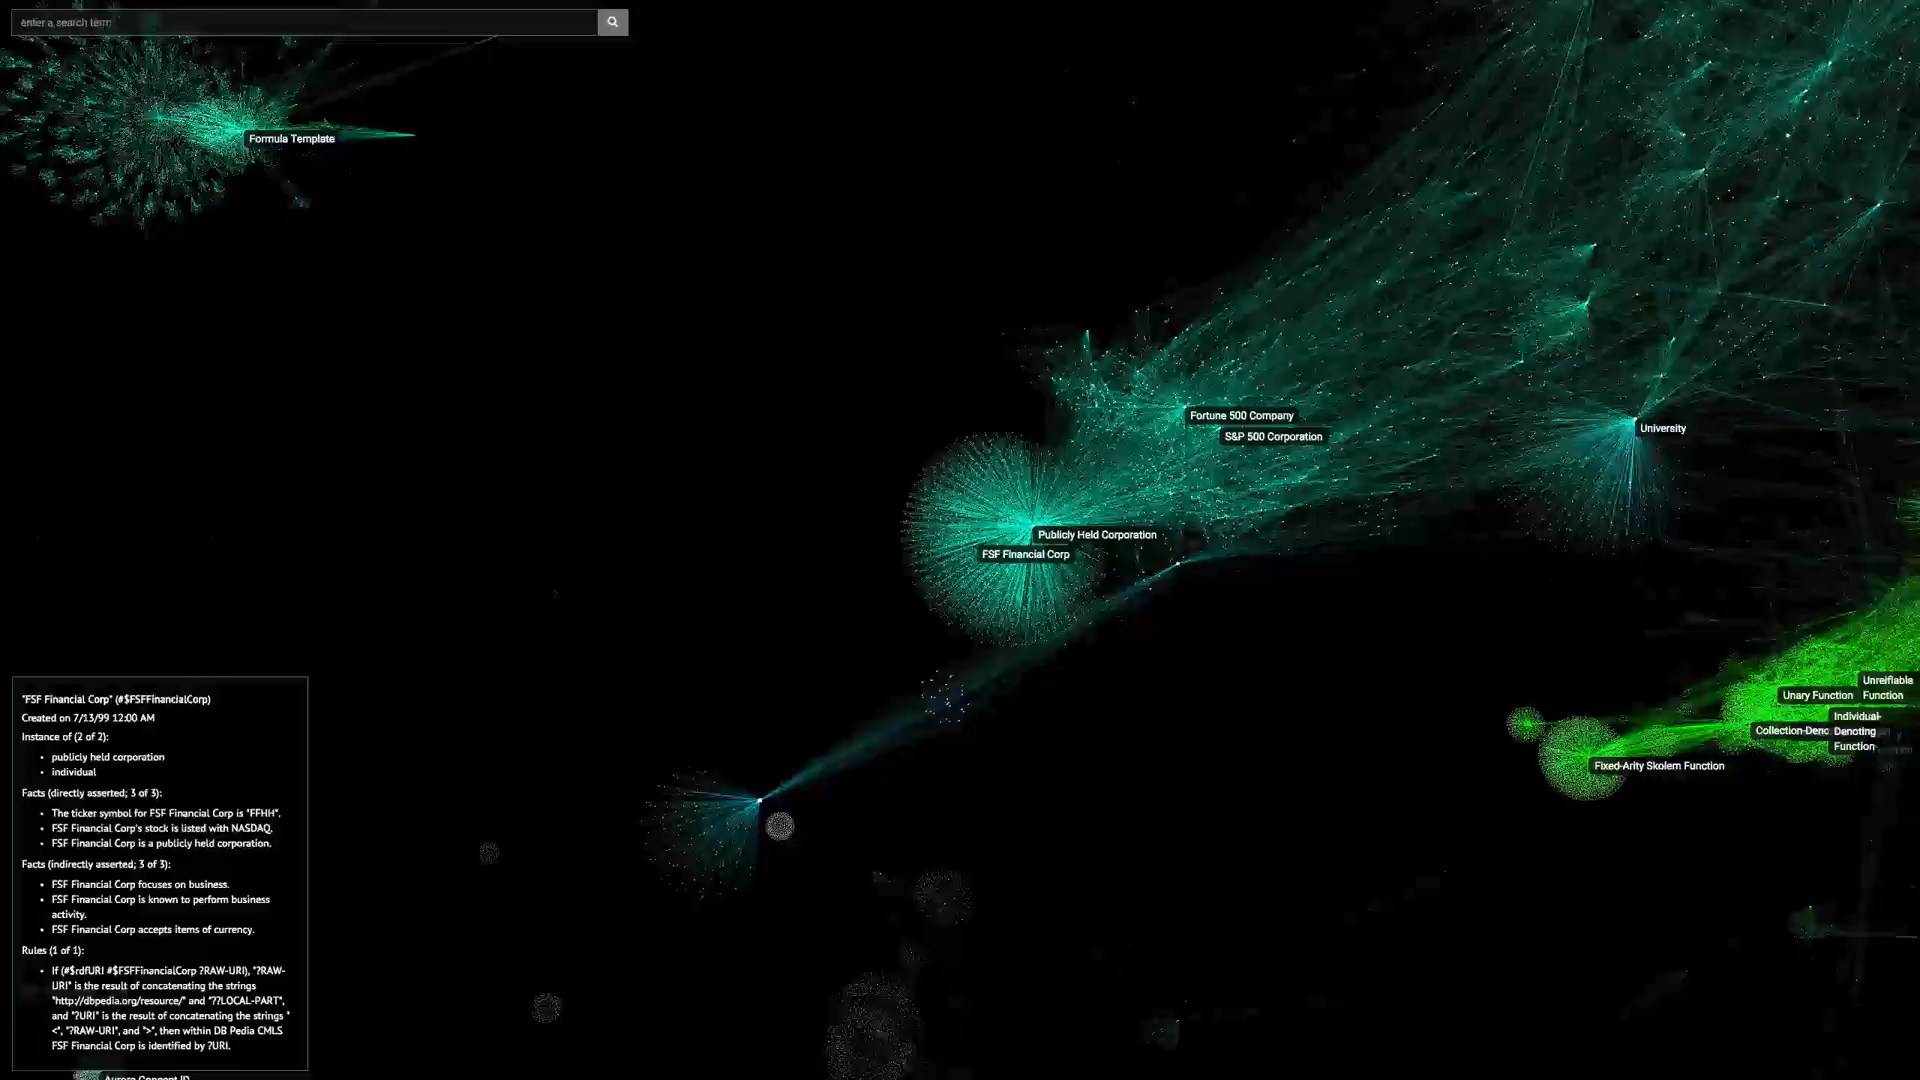 enter a search term
Formula Template
Fortune 500 Company
S&P 500 Corporation
University
Publicly Held Corporation
FSF Financial Corp
Unreifiable
Unary Function
Function
Individual-
Collection-Deno
Denoting
Function
Fixed-Arity Skolem Function
"FSF Financial Corp" (#$FSFFinancialCorp)
Created on 7/13/99 12:00 AM
Instance of (2 of 2):
• publicly held corporation
• individual
Facts (directly asserted; 3 of 3):
• The ticker symbol for FSF Financial Corp is "FFHH".
• FSF Financial Corp's stock is listed with NASDAQ.
• FSF Financial Corp is a publicly held corporation.
Facts (indirectly asserted; 3 of 3):
• FSF Financial Corp focuses on business.
• FSF Financial Corp is known to perform business
activity.
• FSF Financial Corp accepts items of currency.
Rules (1 of 1):
• If (#$rdfURI #$FSFFinancialCorp ?RAW-URI), "?RAW-
URI" is the result of concatenating the strings
"http://dbpedia.org/resource/" and "??LOCAL-PART",
and "?URI" is the result of concatenating the strings "
<", "?RAW-URI", and ">", then within DB Pedia CMLS
FSF Financial Corp is identified by ?URI.
Aurora Concept ID